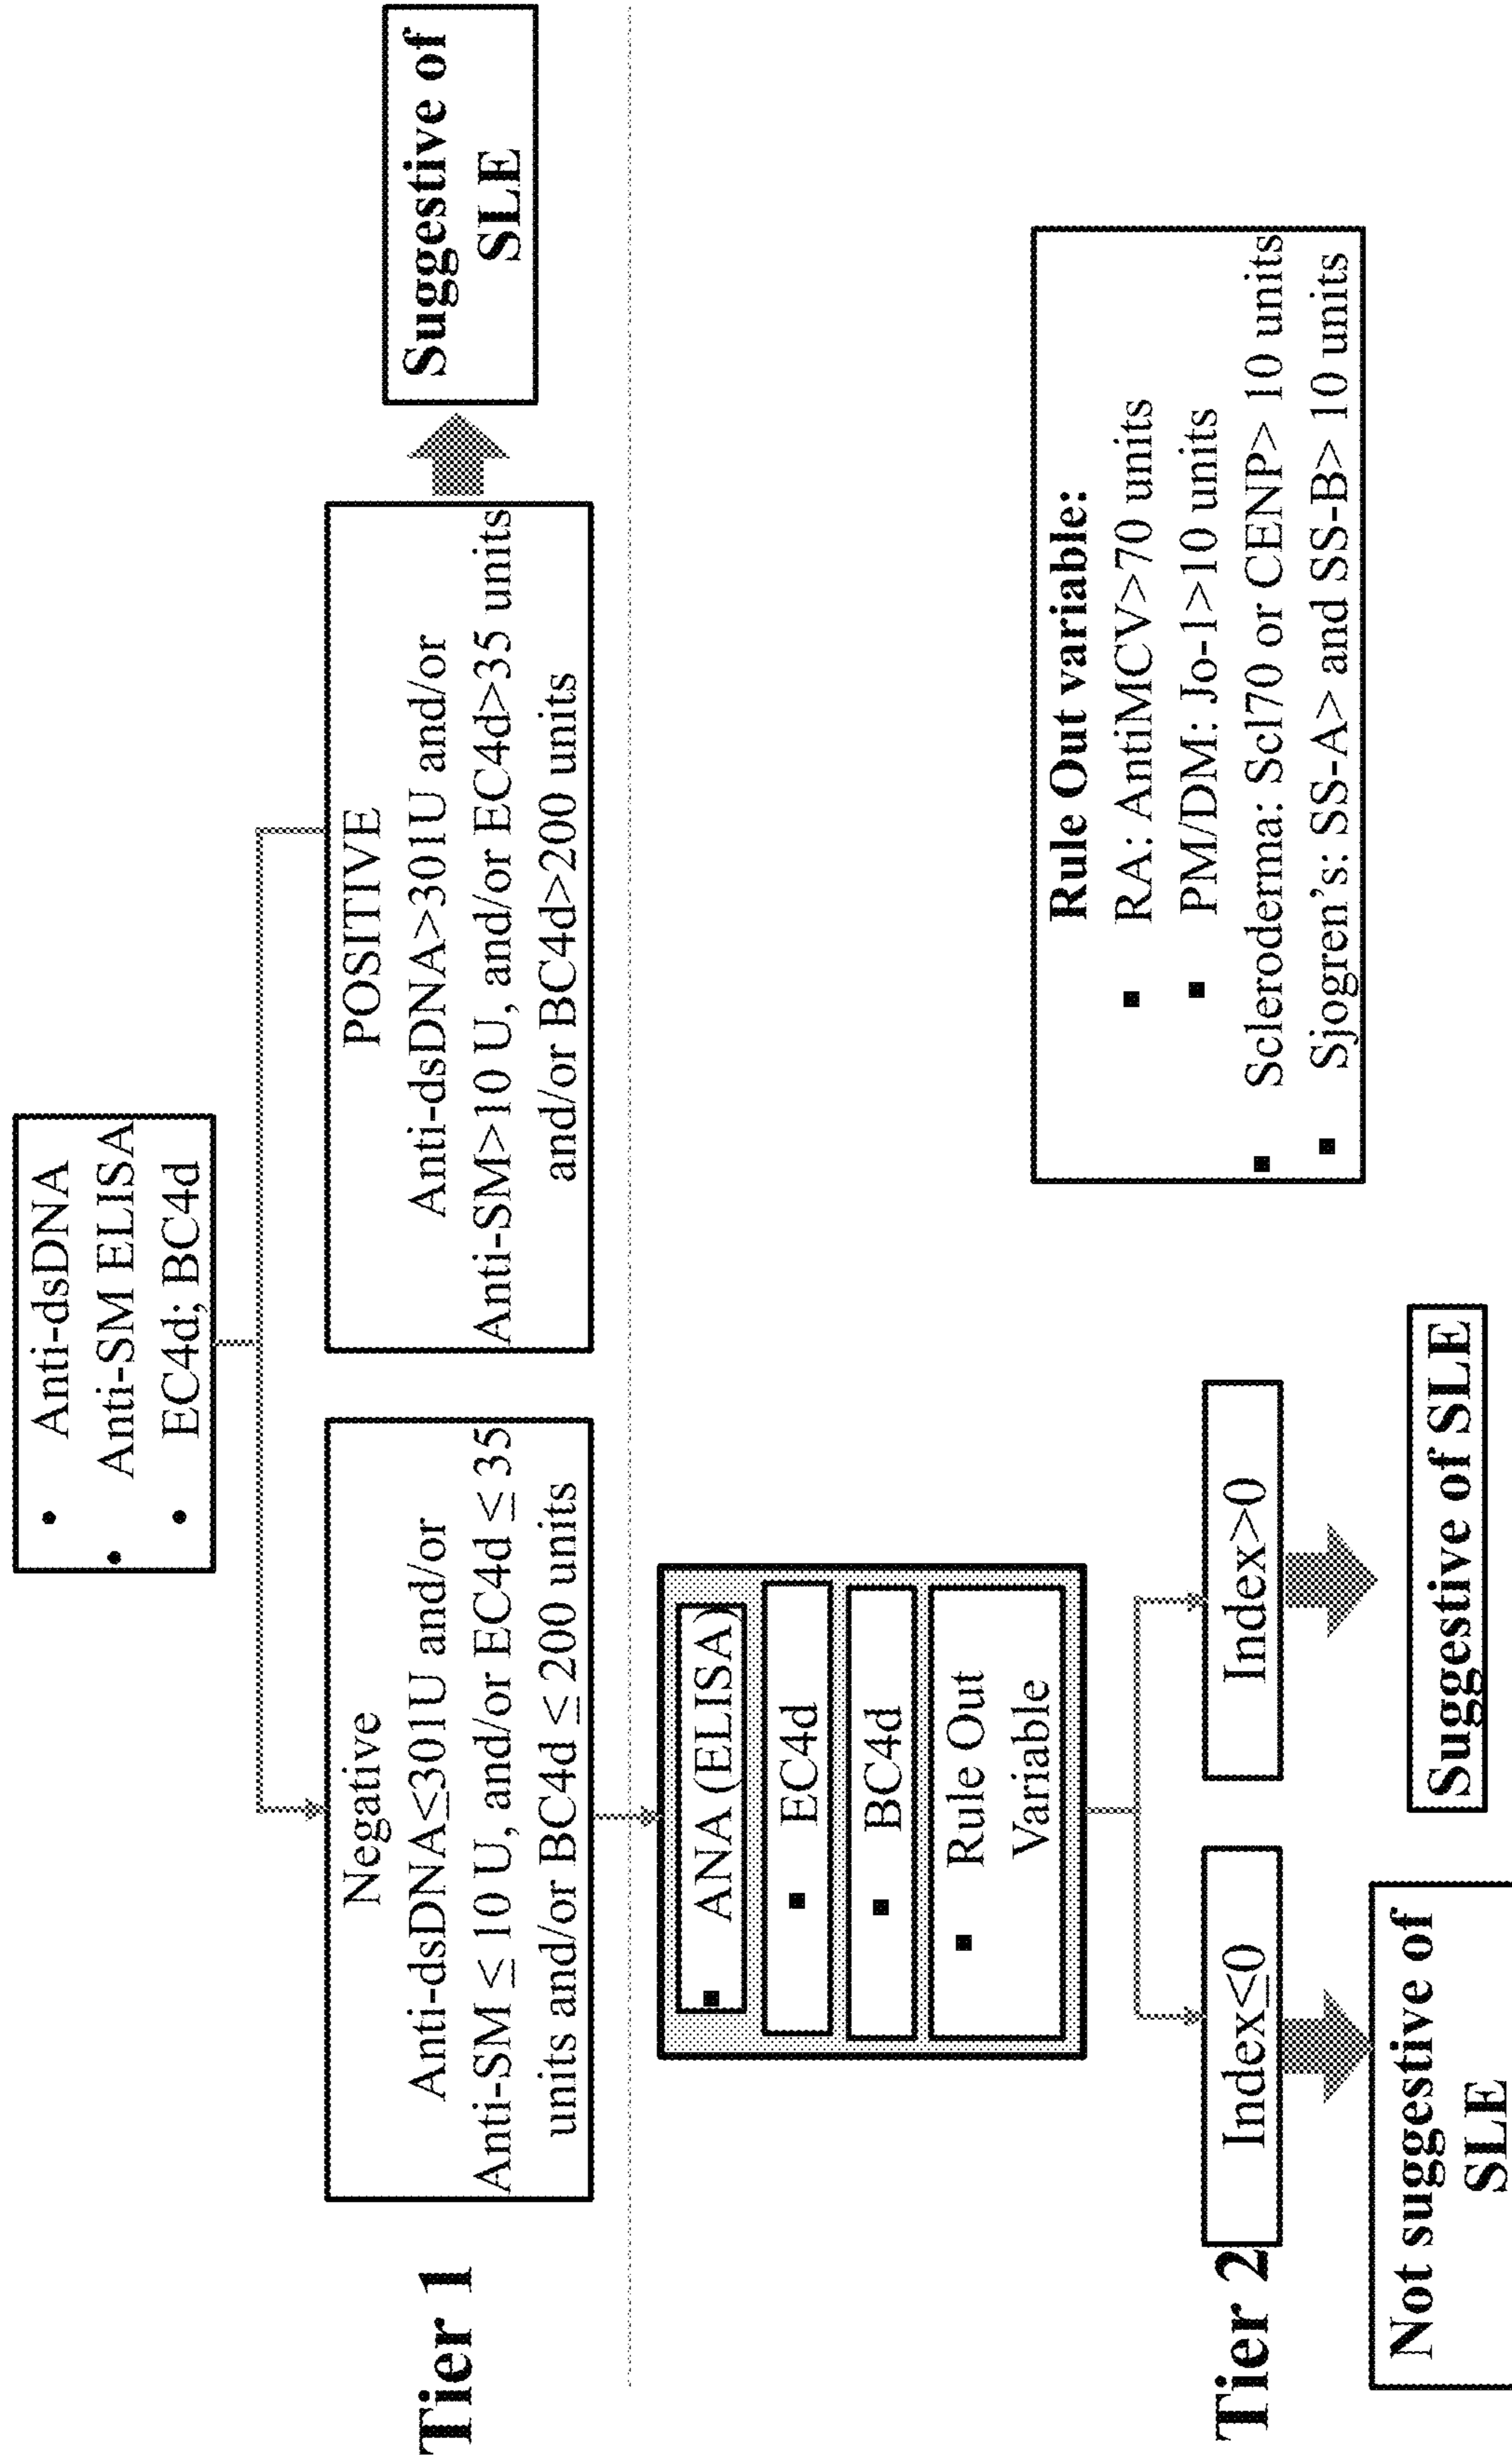 • Anti-dsDNA
• Anti-SM ELISA
• EC4d; BC4d
Tier 1
Negative
Anti-dsDNA≤301U and/or
Anti-SM ≤ 10 U, and/or EC4d ≤ 35
units and/or BC4d ≤ 200 units
POSITIVE
Anti-dsDNA>301U and/or
Anti-SM>10 U, and/or EC4d>35 units
and/or BC4d>200 units
Suggestive of
SLE
▪ ANA (ELISA)
▪ EC4d
▪ BC4d
▪ Rule Out
Variable
Rule Out variable:
▪ RA: AntiMCV>70 units
▪ PM/DM: Jo-1>10 units
▪ Scleroderma: Scl70 or CENP> 10 units
▪ Sjogren's: SS-A> and SS-B> 10 units
Tier 2
Index≤0
Index>0
Not suggestive of
SLE
Suggestive of SLE